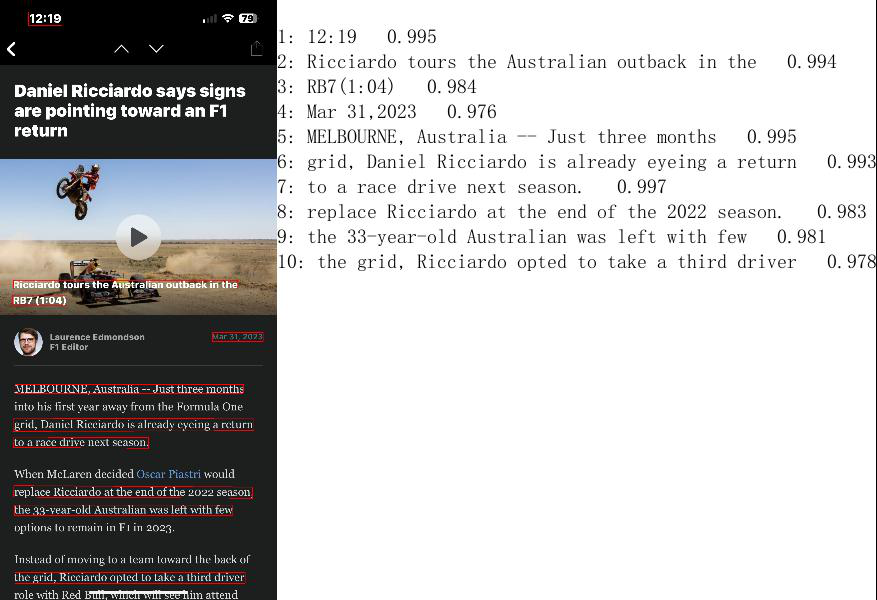 12:19
79
Daniel Ricciardo says signs
are pointing toward an F1
return
Ricciardo tours the Australian outback in the
RB7 (1:04)
Laurence Edmondson
F1 Editor
Mar 31, 2023
MELBOURNE, Australia -- Just three months
into his first year away from the Formula One
grid, Daniel Ricciardo is already eyeing a return
to a race drive next season.
When McLaren decided Oscar Piastri would
replace Ricciardo at the end of the 2022 season,
the 33-year-old Australian was left with few
options to remain in F1 in 2023.
Instead of moving to a team toward the back of
the grid, Ricciardo opted to take a third driver
role with Red Bull, which will see him attend
1: 12:19 0.995
2: Ricciardo tours the Australian outback in the 0.994
3: RB7(1:04) 0.984
4: Mar 31,2023 0.976
5: MELBOURNE, Australia -- Just three months 0.995
6: grid, Daniel Ricciardo is already eyeing a return 0.993
7: to a race drive next season. 0.997
8: replace Ricciardo at the end of the 2022 season. 0.983
9: the 33-year-old Australian was left with few 0.981
10: the grid, Ricciardo opted to take a third driver 0.978